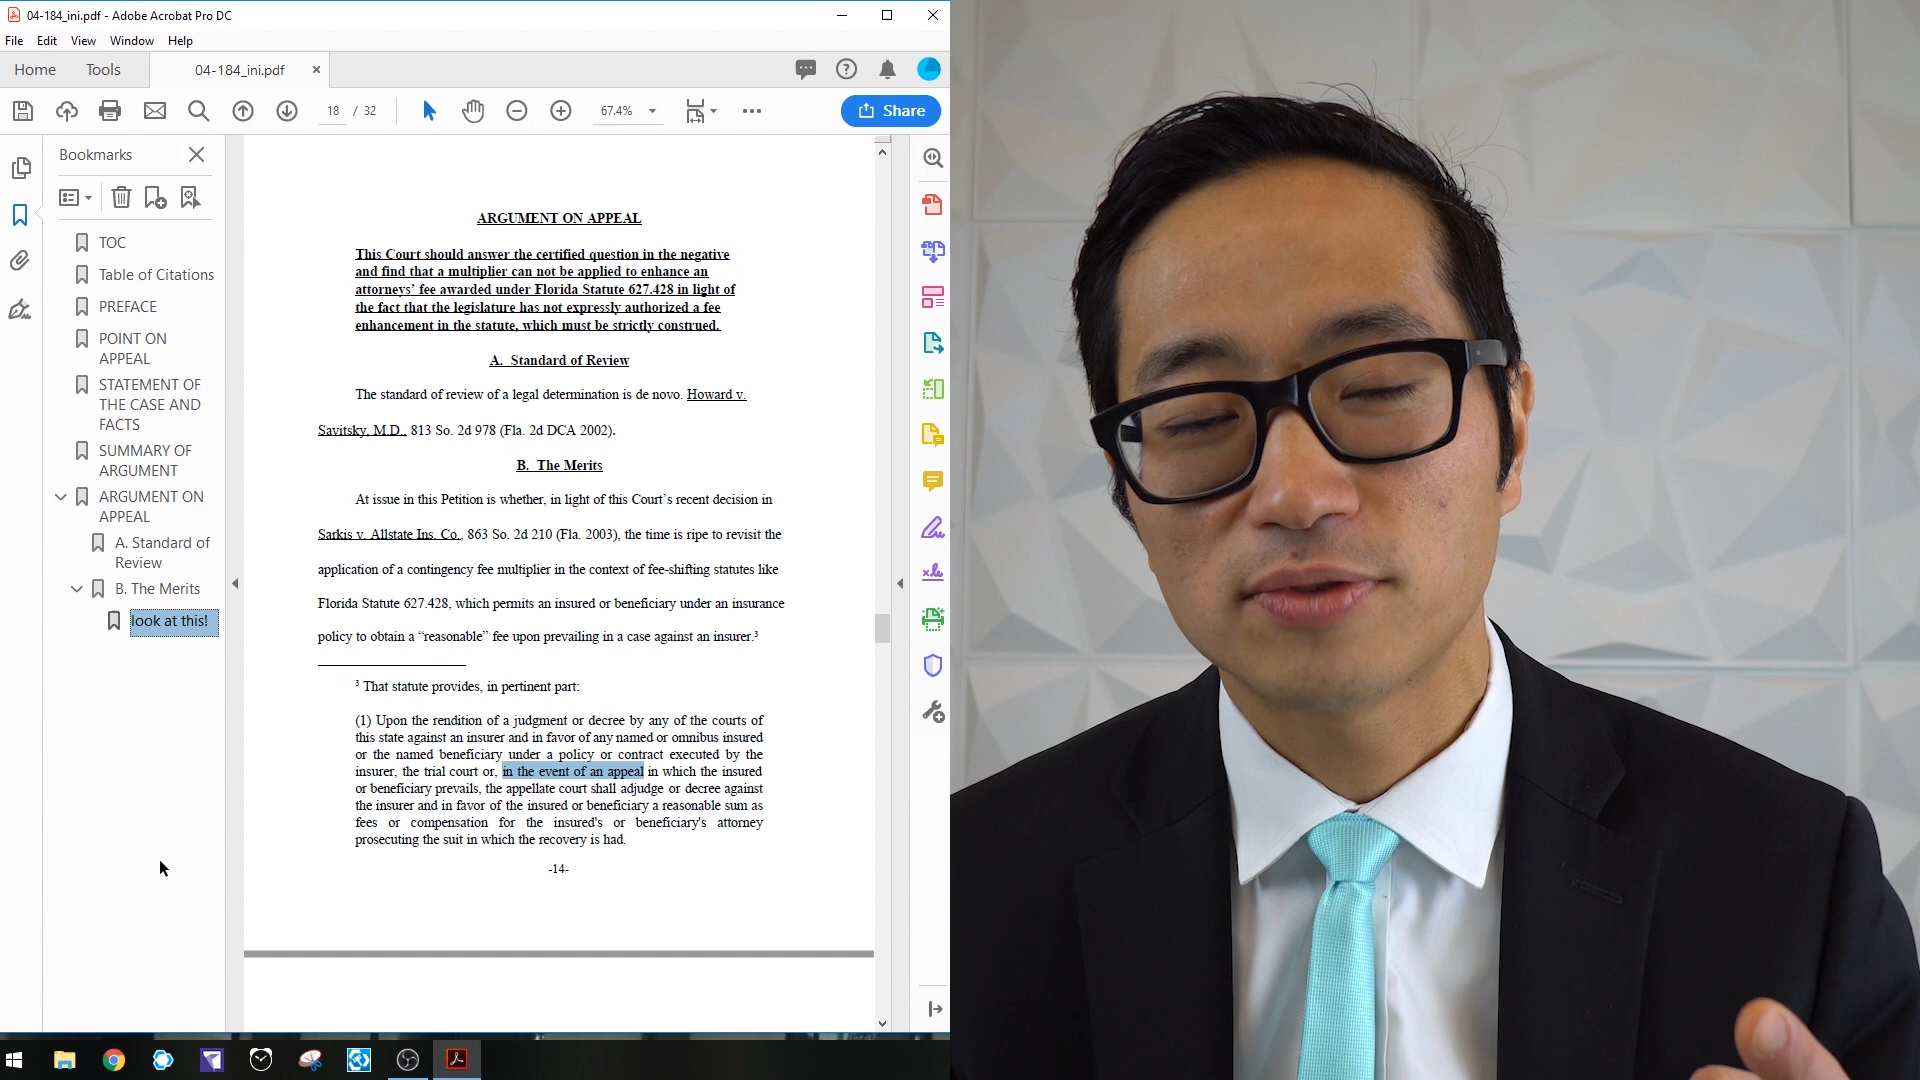 04-184_ini.pdf - Adobe Acrobat Pro DC
File Edit View Window Help
Home Tools 04-184_ini.pdf
18 / 32 67.4% Share
Bookmarks
TOC
Table of Citations
PREFACE
POINT ON
APPEAL
STATEMENT OF
THE CASE AND
FACTS
SUMMARY OF
ARGUMENT
ARGUMENT ON
APPEAL
A. Standard of
Review
B. The Merits
look at this!
ARGUMENT ON APPEAL
This Court should answer the certified question in the negative
and find that a multiplier can not be applied to enhance an
attorneys’ fee awarded under Florida Statute 627.428 in light of
the fact that the legislature has not expressly authorized a fee
enhancement in the statute, which must be strictly construed.
A. Standard of Review
The standard of review of a legal determination is de novo. Howard v.
Savitsky, M.D., 813 So. 2d 978 (Fla. 2d DCA 2002).
B. The Merits
At issue in this Petition is whether, in light of this Court’s recent decision in
Sarkis v. Allstate Ins. Co., 863 So. 2d 210 (Fla. 2003), the time is ripe to revisit the
application of a contingency fee multiplier in the context of fee-shifting statutes like
Florida Statute 627.428, which permits an insured or beneficiary under an insurance
policy to obtain a “reasonable” fee upon prevailing in a case against an insurer.³
³ That statute provides, in pertinent part:
(1) Upon the rendition of a judgment or decree by any of the courts of
this state against an insurer and in favor of any named or omnibus insured
or the named beneficiary under a policy or contract executed by the
insurer, the trial court or, in the event of an appeal in which the insured
or beneficiary prevails, the appellate court shall adjudge or decree against
the insurer and in favor of the insured or beneficiary a reasonable sum as
fees or compensation for the insured's or beneficiary's attorney
prosecuting the suit in which the recovery is had.
-14-